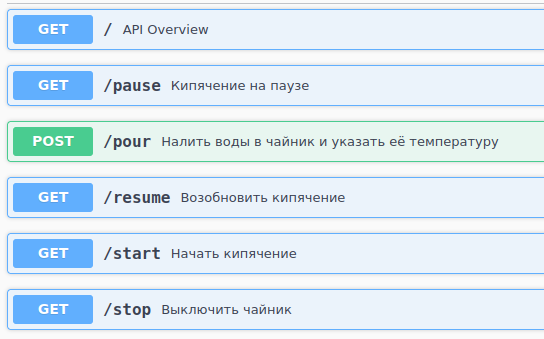 GET / API Overview
GET /pause Кипячение на паузе
POST /pour Налить воды в чайник и указать её температуру
GET /resume Возобновить кипячение
GET /start Начать кипячение
GET /stop Выключить чайник